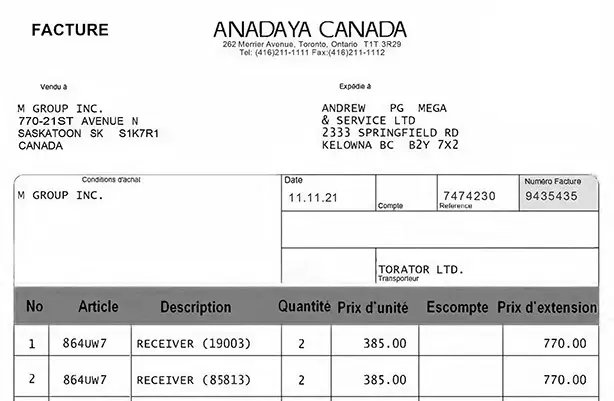 FACTURE
ANADAYA CANADA
262 Merrier Avenue, Toronto, Ontario T1T 3R29
Tel: (416)211-1111 Fax:(416)211-1112
Vendu à
Expédie à
M GROUP INC.
770-21ST AVENUE N
SASKATOON SK S1K7R1
CANADA
ANDREW PG MEGA
& SERVICE LTD
2333 SPRINGFIELD RD
KELOWNA BC B2Y 7X2
Conditions d'achat
M GROUP INC.
Date
11.11.21
Compte
7474230
Reference
Numéro Facture
9435435
TORATOR LTD.
Transporteur
No Article Description Quantité Prix d'unité Escompte Prix d'extension
1 864UW7 RECEIVER (19003) 2 385.00 770.00
2 864UW7 RECEIVER (85813) 2 385.00 770.00